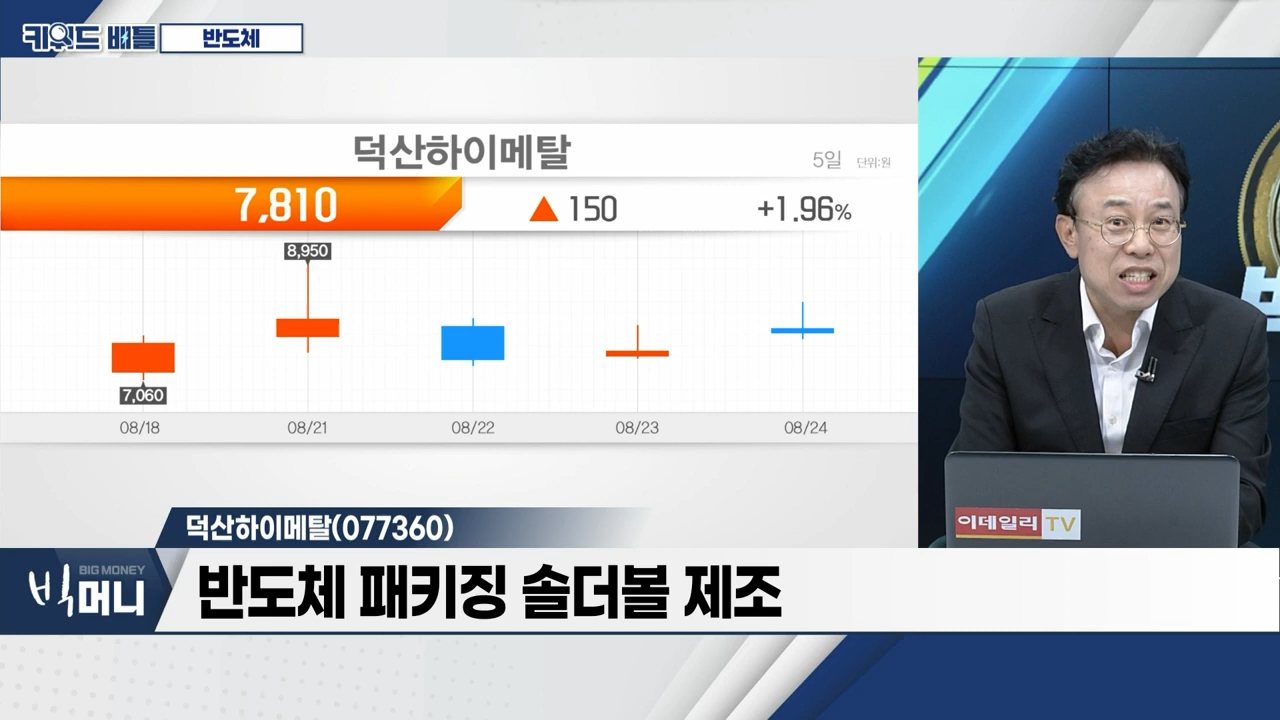 키워드 배틀 반도체
덕산하이메탈
5일 단위:원
7,810 ▲ 150 +1.96%
8,950
7,060
08/18 08/21 08/22 08/23 08/24
이데일리 TV
덕산하이메탈(077360)
BIG MONEY
빅머니
반도체 패키징 솔더볼 제조